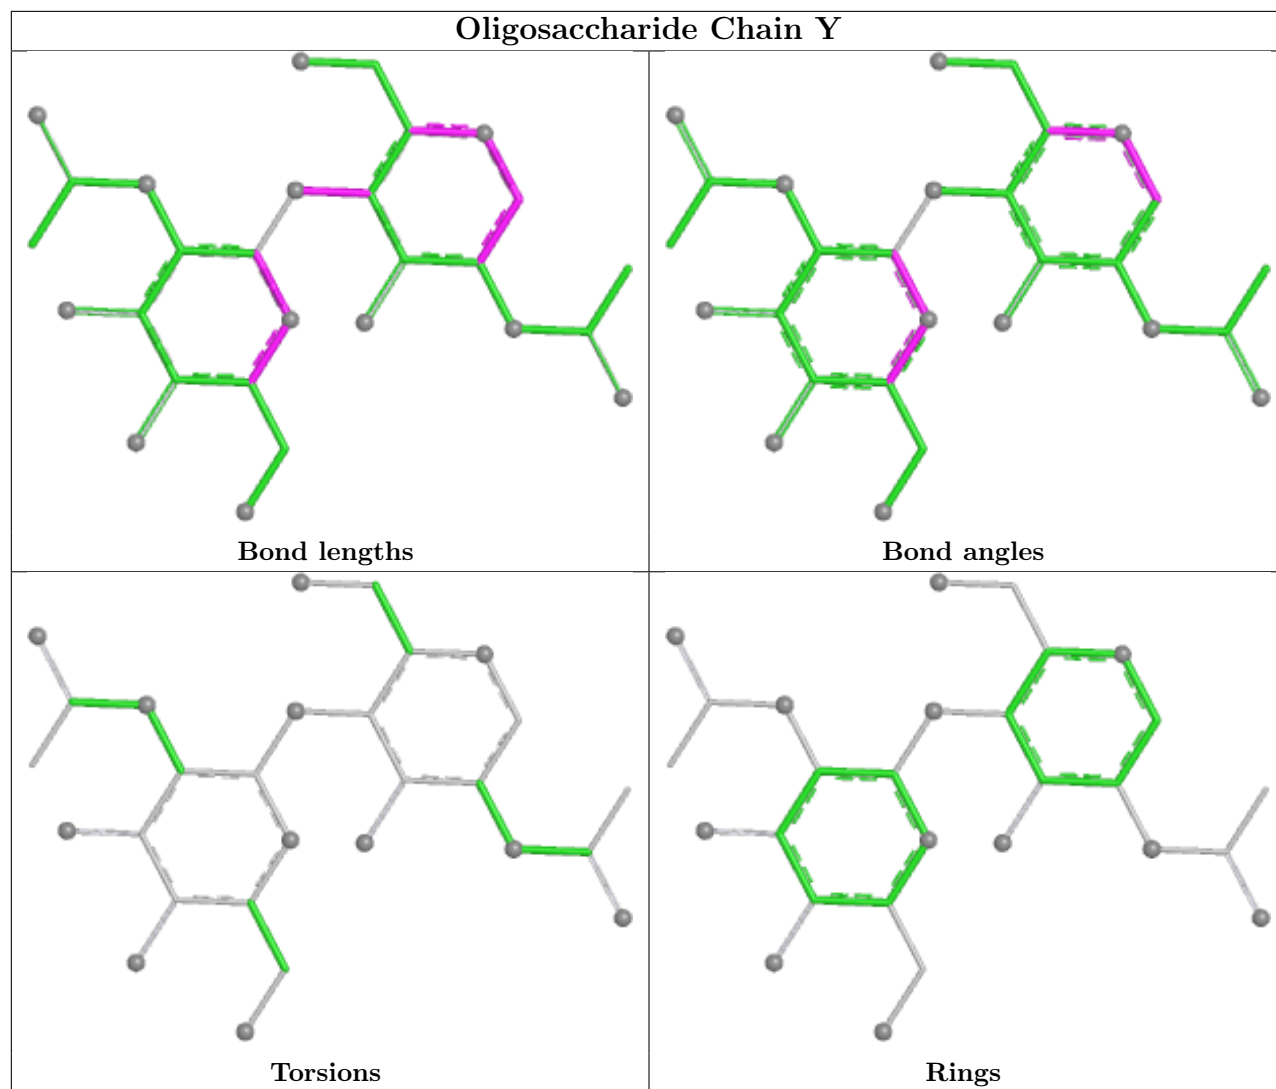 Oligosaccharide Chain Y
Bond lengths
Bond angles
Torsions
Rings